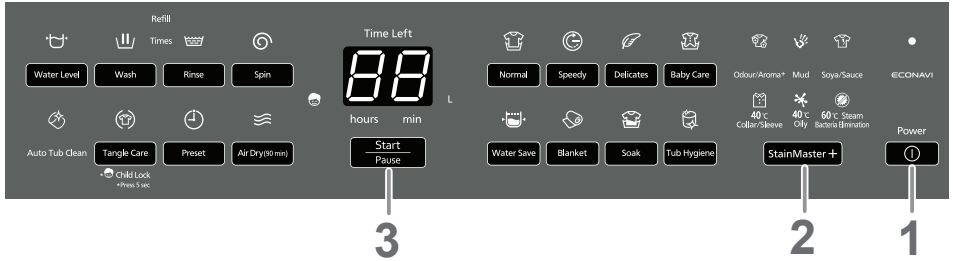 Refill
Times
Water Level
Wash
Rinse
Spin
Auto Tub Clean
Tangle Care
Preset
Air Dry(90 min)
Child Lock
*Press 5 sec
Time Left
88
L
hours
min
Start
Pause
Normal
Speedy
Delicates
Baby Care
Water Save
Blanket
Soak
Tub Hygiene
Odour/Aroma+
Mud
Soya/Sauce
40°C
Collar/Sleeve
40°C
Oily
60°C Steam
Bacteria Elimination
StainMaster+
ECONAVI
Power
3
2
1